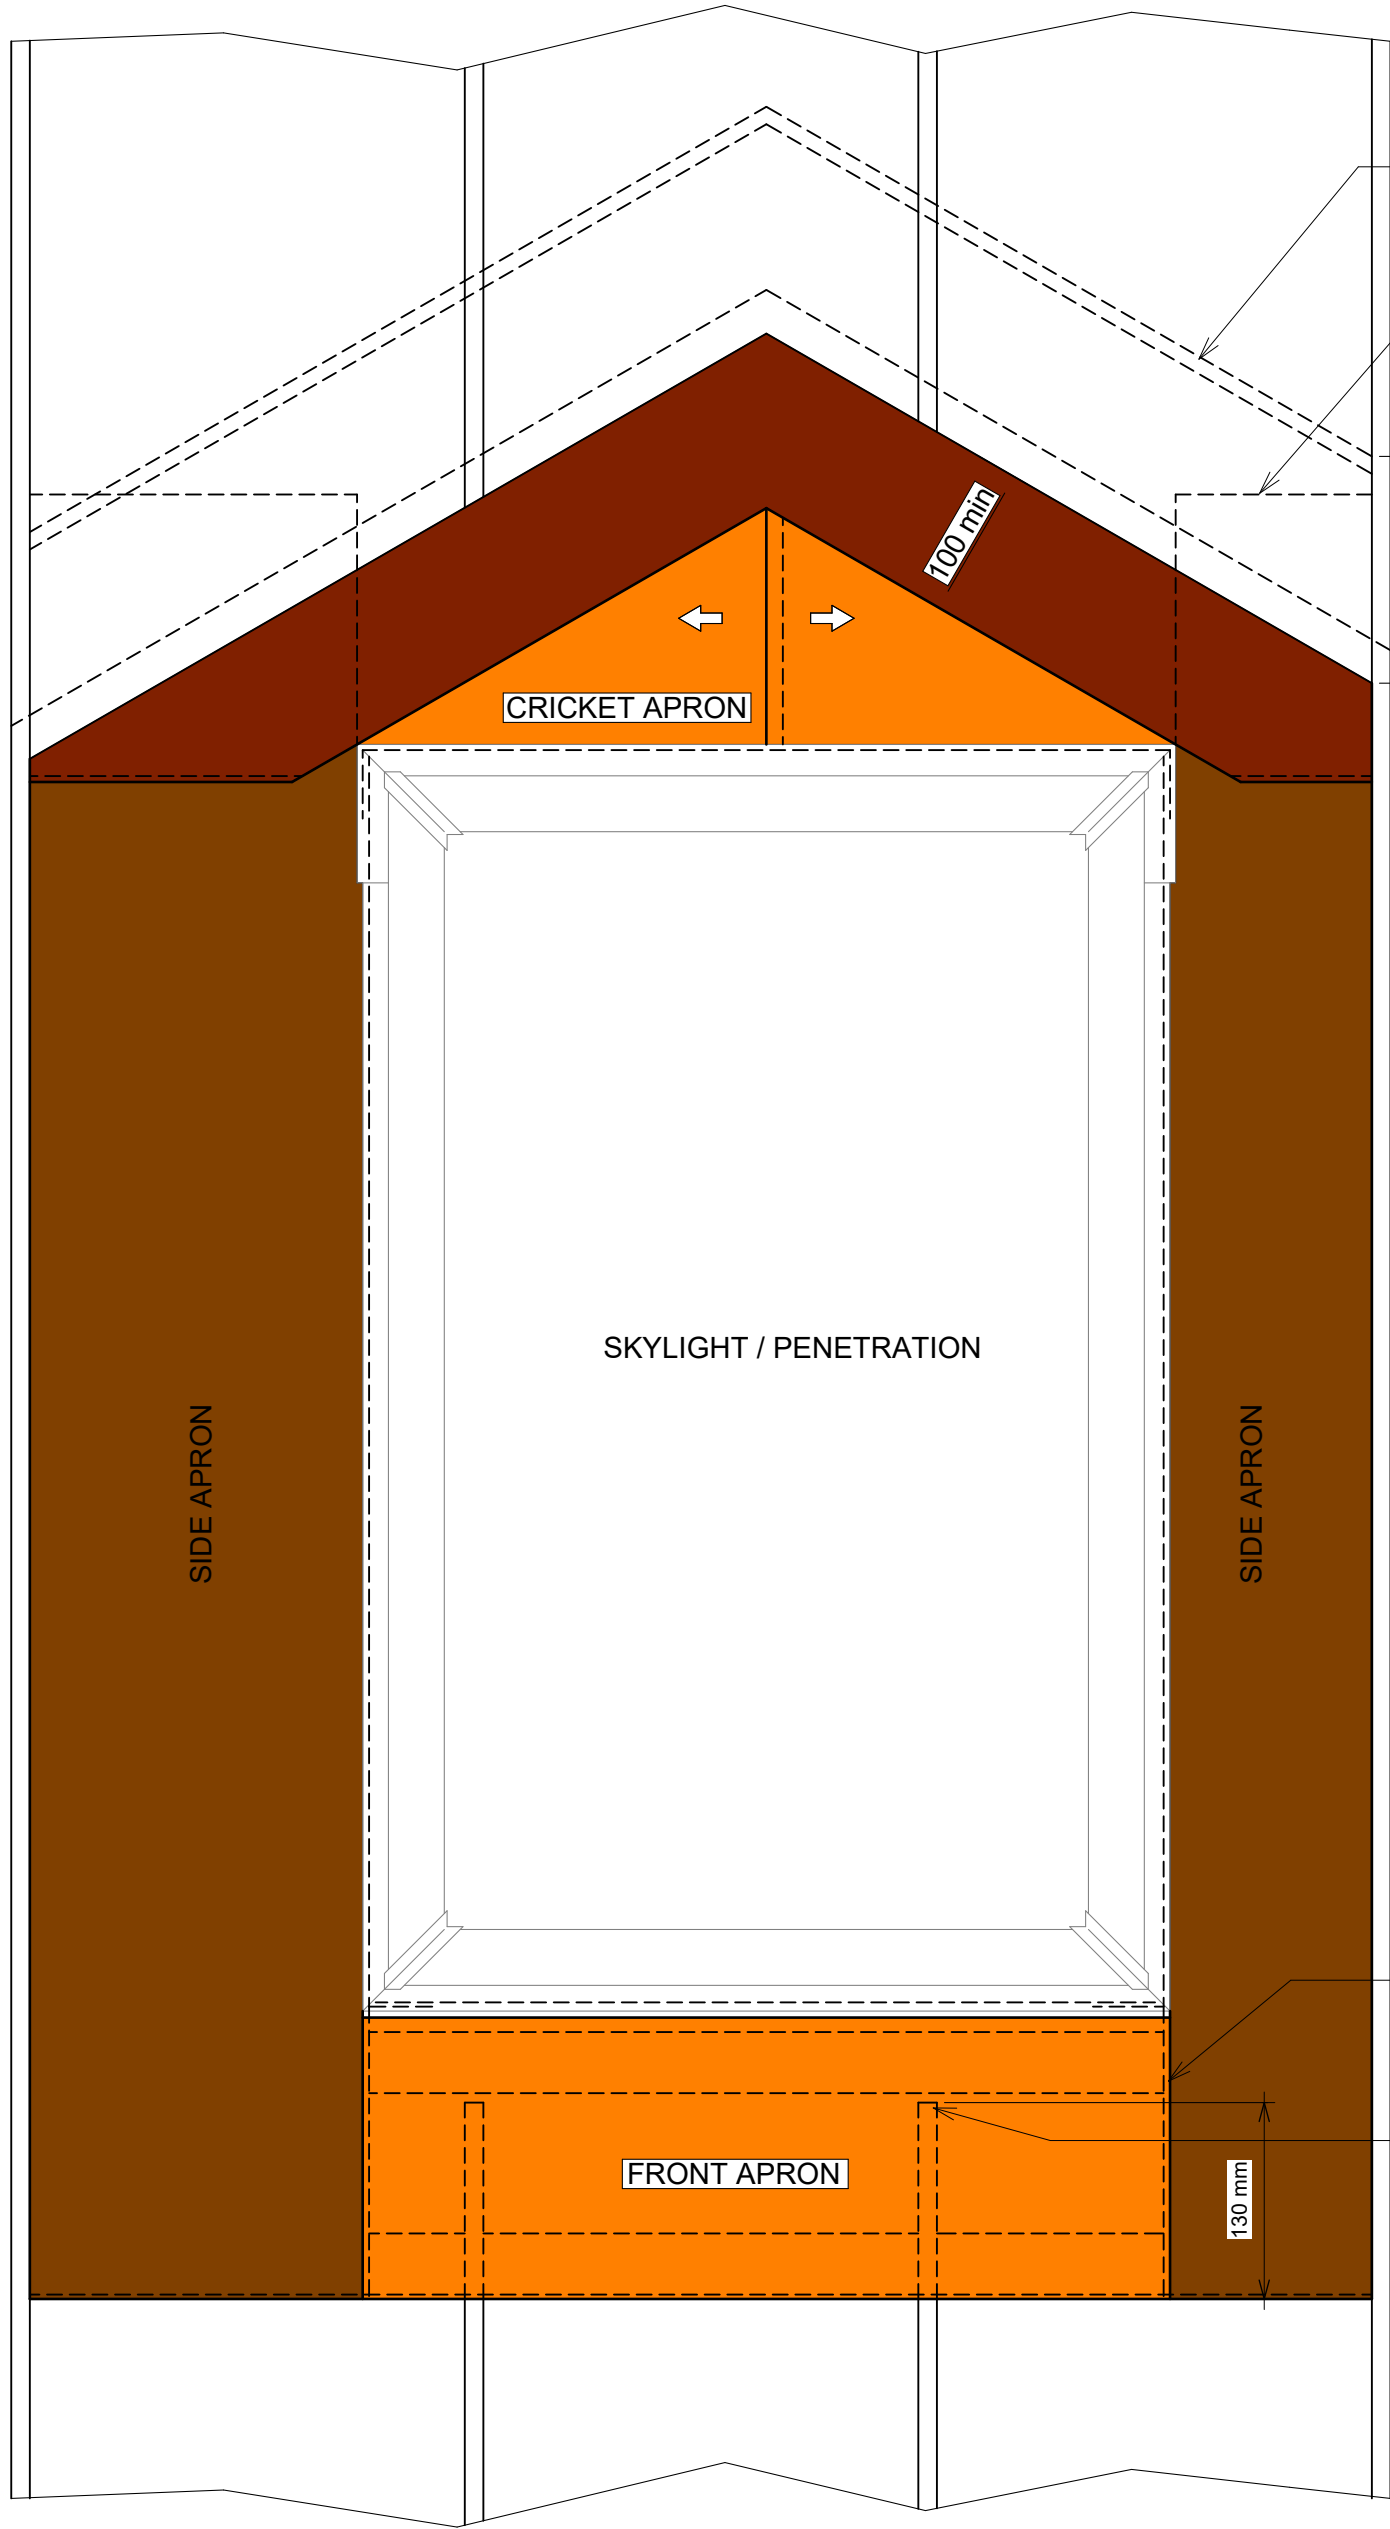 100 min
CRICKET APRON
SKYLIGHT / PENETRATION
SIDE APRON
SIDE APRON
FRONT APRON
130 mm